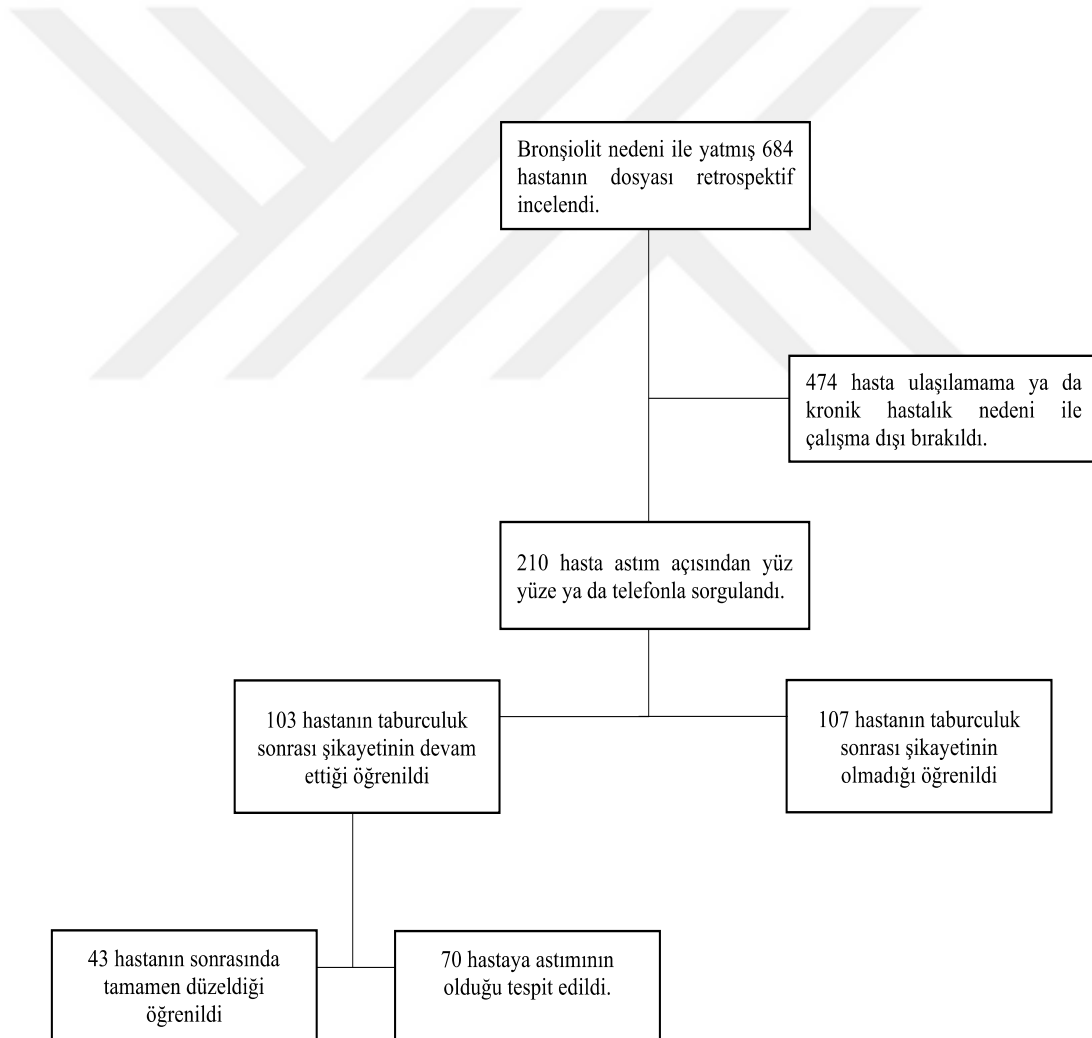 Bronşiolit nedeni ile yatmış 684
hastanın dosyası retrospektif
incelendi.
474 hasta ulaşılamama ya da
kronik hastalık nedeni ile
çalışma dışı bırakıldı.
210 hasta astım açısından yüz
yüze ya da telefonla sorgulandı.
103 hastanın taburculuk
sonrası şikayetinin devam
ettiği öğrenildi
107 hastanın taburculuk
sonrası şikayetinin
olmadığı öğrenildi
43 hastanın sonrasında
tamamen düzeldiği
öğrenildi
70 hastaya astımının
olduğu tespit edildi.